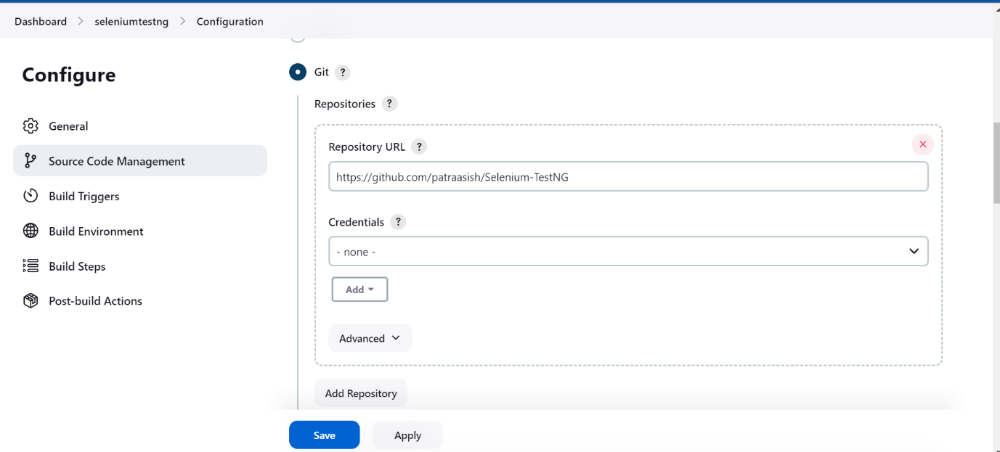 Dashboard > seleniumtestng > Configuration
Configure
General
Source Code Management
Build Triggers
Build Environment
Build Steps
Post-build Actions
Git ?
Repositories ?
Repository URL ?
https://github.com/patraasish/Selenium-TestNG
Credentials ?
- none -
Add
Advanced
Add Repository
Save Apply